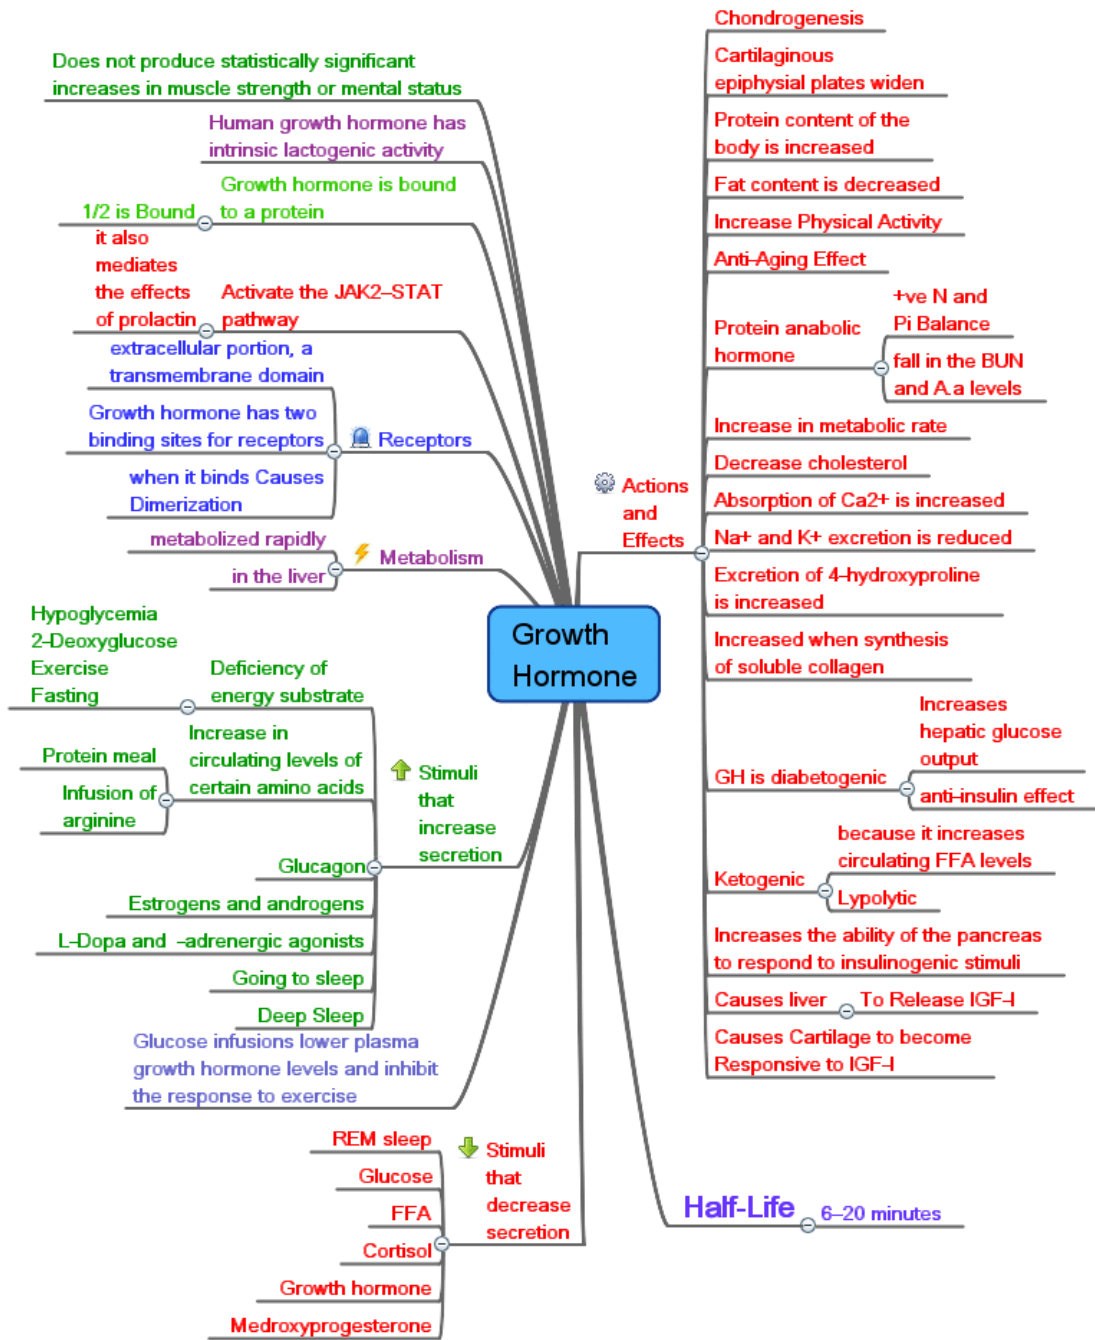 Growth
Hormone
Does not produce statistically significant
increases in muscle strength or mental status
Human growth hormone has
intrinsic lactogenic activity
Growth hormone is bound
to a protein
1/2 is Bound
Activate the JAK2–STAT
pathway
it also
mediates
the effects
of prolactin
Receptors
extracellular portion, a
transmembrane domain
Growth hormone has two
binding sites for receptors
when it binds Causes
Dimerization
Metabolism
metabolized rapidly
in the liver
Stimuli
that
increase
secretion
Deficiency of
energy substrate
Hypoglycemia
2–Deoxyglucose
Exercise
Fasting
Increase in
circulating levels of
certain amino acids
Protein meal
Infusion of
arginine
Glucagon
Estrogens and androgens
L–Dopa and –adrenergic agonists
Going to sleep
Deep Sleep
Glucose infusions lower plasma
growth hormone levels and inhibit
the response to exercise
Stimuli
that
decrease
secretion
REM sleep
Glucose
FFA
Cortisol
Growth hormone
Medroxyprogesterone
Actions
and
Effects
Chondrogenesis
Cartilaginous
epiphysial plates widen
Protein content of the
body is increased
Fat content is decreased
Increase Physical Activity
Anti–Aging Effect
Protein anabolic
hormone
+ve N and
Pi Balance
fall in the BUN
and A.a levels
Increase in metabolic rate
Decrease cholesterol
Absorption of Ca2+ is increased
Na+ and K+ excretion is reduced
Excretion of 4–hydroxyproline
is increased
Increased when synthesis
of soluble collagen
GH is diabetogenic
Increases
hepatic glucose
output
anti–insulin effect
Ketogenic
because it increases
circulating FFA levels
Lypolytic
Increases the ability of the pancreas
to respond to insulinogenic stimuli
Causes liver
To Release IGF–I
Causes Cartilage to become
Responsive to IGF–I
Half-Life
6–20 minutes